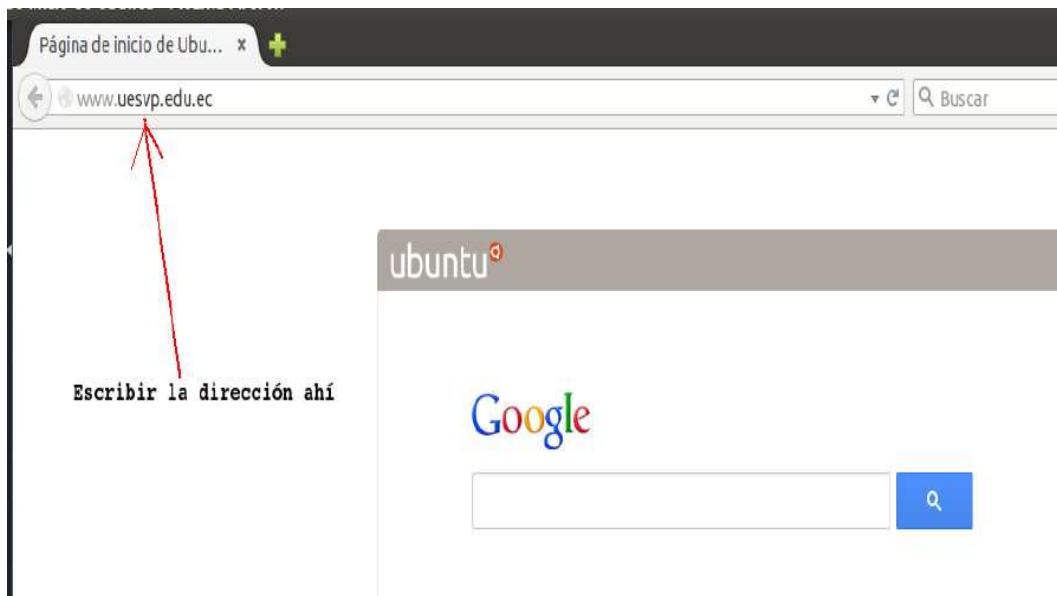 Página de inicio de Ubu...
www.uesvp.edu.ec
Buscar
ubuntu
Escribir la dirección ahí
Google